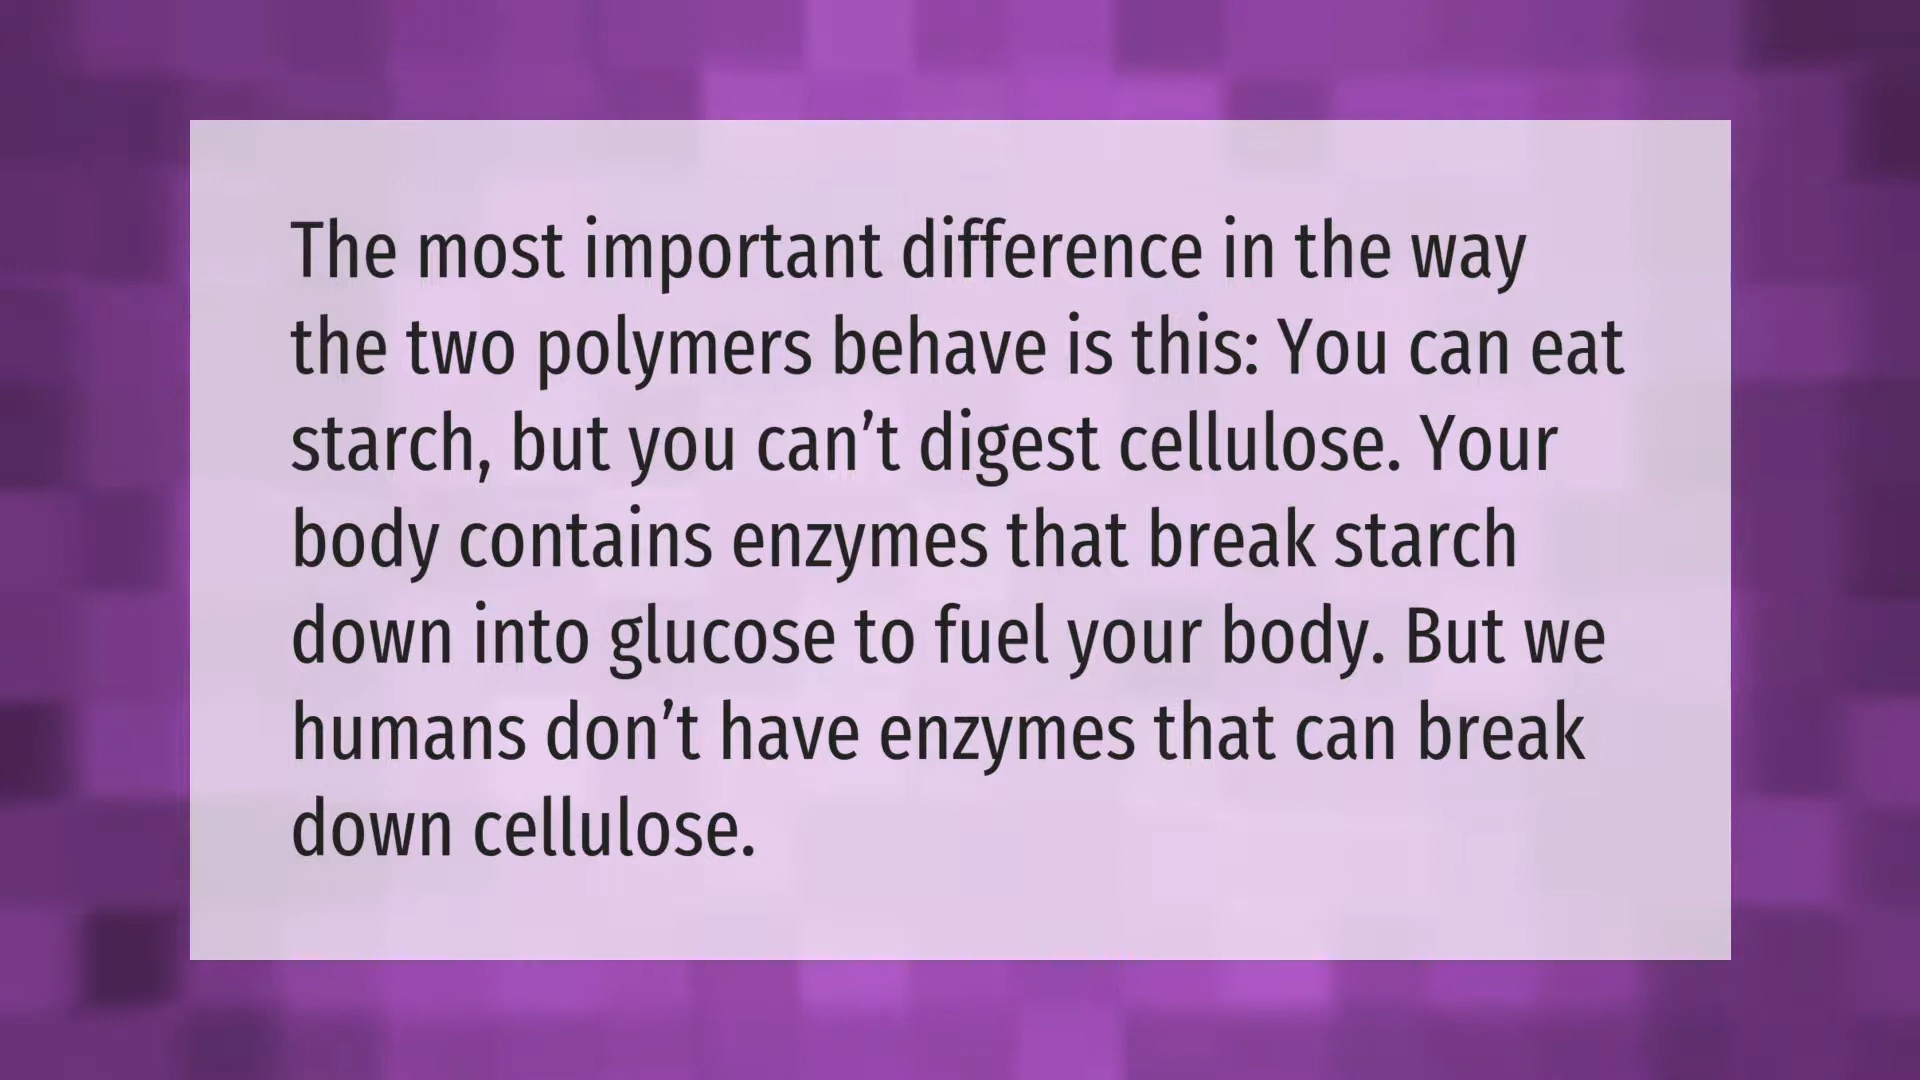 The most important difference in the way
the two polymers behave is this: You can eat
starch, but you can’t digest cellulose. Your
body contains enzymes that break starch
down into glucose to fuel your body. But we
humans don’t have enzymes that can break
down cellulose.